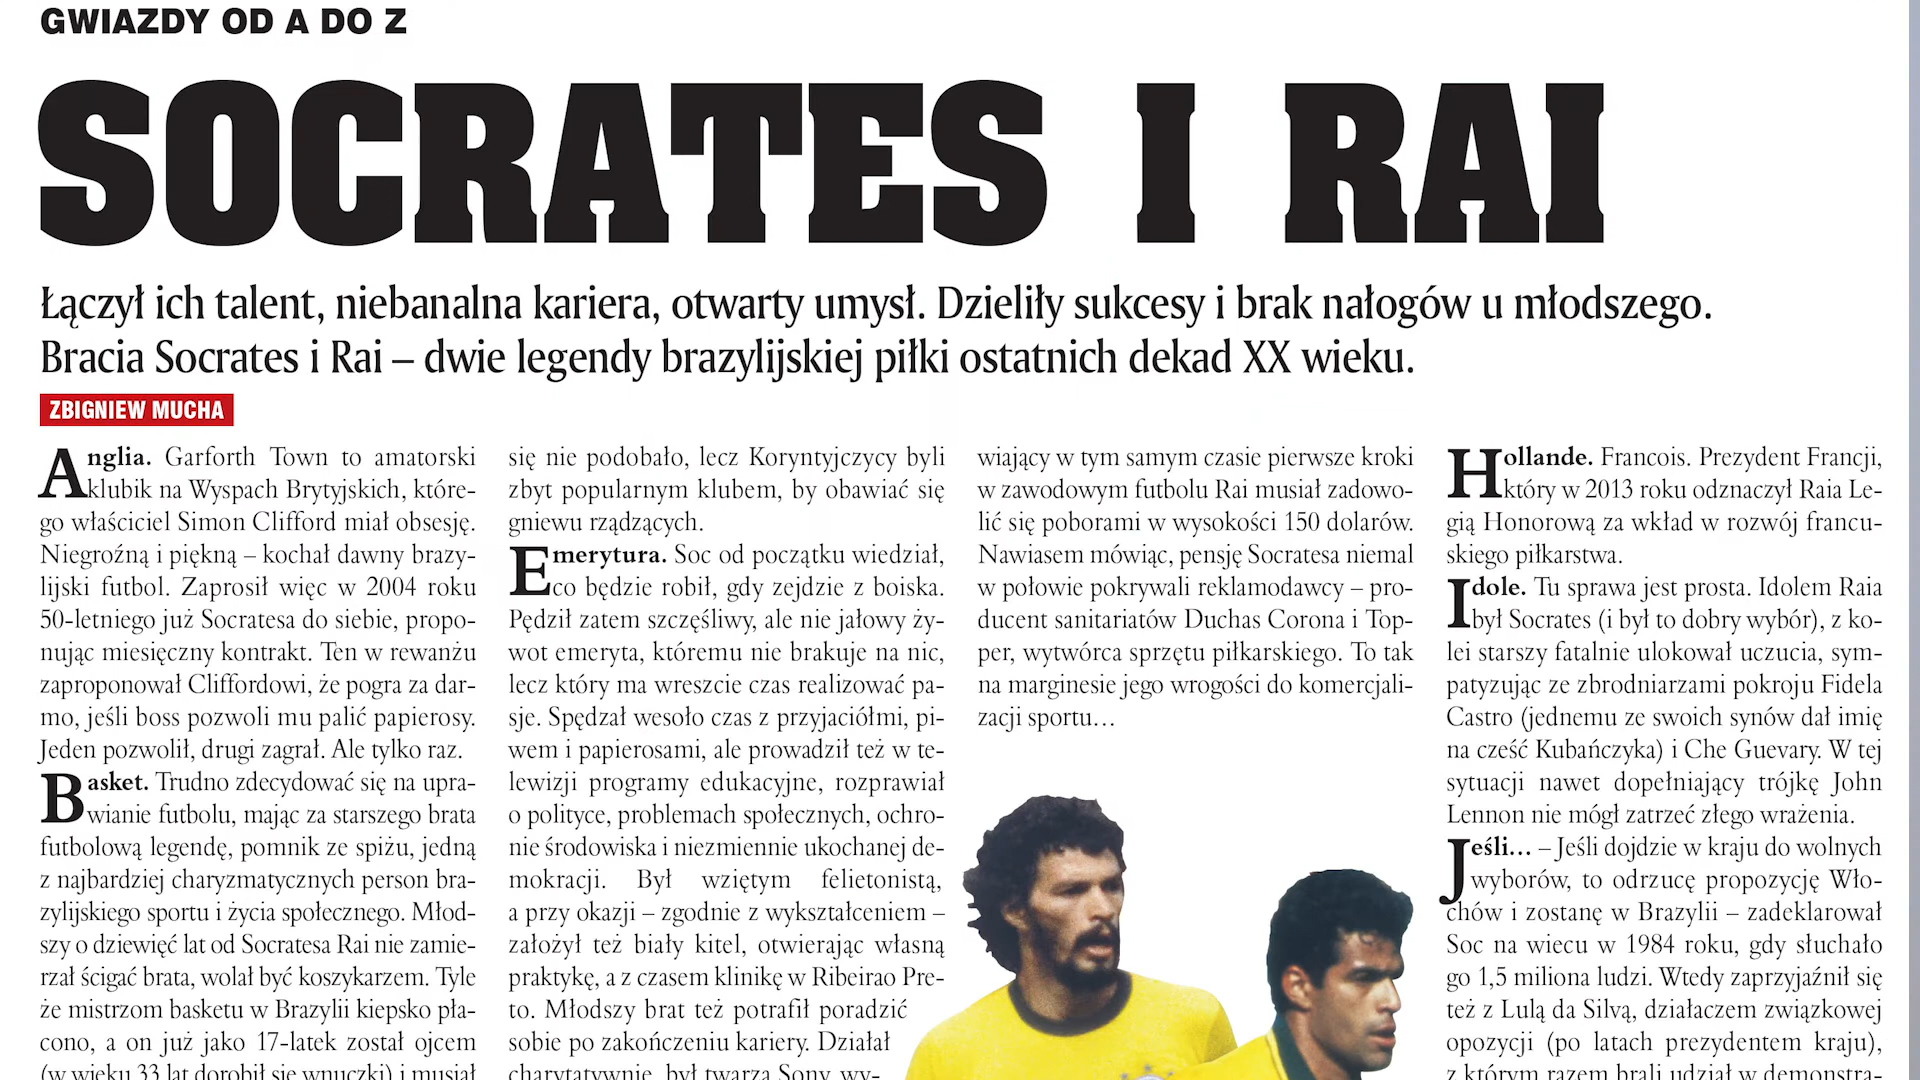 GWIAZDY OD A DO Z
SOCRATES I RAI
Łączył ich talent, niebanalna kariera, otwarty umysł. Dzieliły sukcesy i brak nałogów u młodszego.
Bracia Socrates i Rai – dwie legendy brazylijskiej piłki ostatnich dekad XX wieku.
ZBIGNIEW MUCHA
Anglia. Garforth Town to amatorski
klubik na Wyspach Brytyjskich, które-
go właściciel Simon Clifford miał obsesję.
Niegroźną i piękną – kochał dawny brazy-
lijski futbol. Zaprosił więc w 2004 roku
50-letniego już Socratesa do siebie, propo-
nując miesięczny kontrakt. Ten w rewanżu
zaproponował Cliffordowi, że pogra za dar-
mo, jeśli boss pozwoli mu palić papierosy.
Jeden pozwolił, drugi zagrał. Ale tylko raz.
Basket. Trudno zdecydować się na upra-
wianie futbolu, mając za starszego brata
futbolową legendę, pomnik ze spiżu, jedną
z najbardziej charyzmatycznych person bra-
zylijskiego sportu i życia społecznego. Młod-
szy o dziewięć lat od Socratesa Rai nie zamie-
rzał ścigać brata, wolał być koszykarzem. Tyle
że mistrzom basketu w Brazylii kiepsko pła-
cono, a on już jako 17-latek został ojcem
(w wieku 33 lat dorobił się wnuczki) i musiał
się nie podobało, lecz Koryntyjczycy byli
zbyt popularnym klubem, by obawiać się
gniewu rządzących.
Emerytura. Soc od początku wiedział,
co będzie robił, gdy zejdzie z boiska.
Pędził zatem szczęśliwy, ale nie jałowy ży-
wot emeryta, któremu nie brakuje na nic,
lecz który ma wreszcie czas realizować pa-
sje. Spędzał wesoło czas z przyjaciółmi, pi-
wem i papierosami, ale prowadził też w te-
lewizji programy edukacyjne, rozprawiał
o polityce, problemach społecznych, ochro-
nie środowiska i niezmiennie ukochanej de-
mokracji. Był wziętym felietonistą,
a przy okazji – zgodnie z wykształceniem –
założył też biały kitel, otwierając własną
praktykę, a z czasem klinikę w Ribeirao Pre-
to. Młodszy brat też potrafił poradzić
sobie po zakończeniu kariery. Działał
charytatywnie, był twarzą Sony, wy-
wiający w tym samym czasie pierwsze kroki
w zawodowym futbolu Rai musiał zadowo-
lić się poborami w wysokości 150 dolarów.
Nawiasem mówiąc, pensję Socratesa niemal
w połowie pokrywali reklamodawcy – pro-
ducent sanitariatów Duchas Corona i Top-
per, wytwórca sprzętu piłkarskiego. To tak
na marginesie jego wrogości do komercjali-
zacji sportu…
Hollande. Francois. Prezydent Francji,
który w 2013 roku odznaczył Raia Le-
gią Honorową za wkład w rozwój francu-
skiego piłkarstwa.
Idole. Tu sprawa jest prosta. Idolem Raia
był Socrates (i był to dobry wybór), z ko-
lei starszy fatalnie ulokował uczucia, sym-
patyzując ze zbrodniarzami pokroju Fidela
Castro (jednemu ze swoich synów dał imię
na cześć Kubańczyka) i Che Guevary. W tej
sytuacji nawet dopełniający trójkę John
Lennon nie mógł zatrzeć złego wrażenia.
Jeśli… – Jeśli dojdzie w kraju do wolnych
wyborów, to odrzucę propozycję Wło-
chów i zostanę w Brazylii – zadeklarował
Soc na wiecu w 1984 roku, gdy słuchało
go 1,5 miliona ludzi. Wtedy zaprzyjaźnił się
też z Lulą da Silvą, działaczem związkowej
opozycji (po latach prezydentem kraju),
z którym razem brali udział w demonstra-